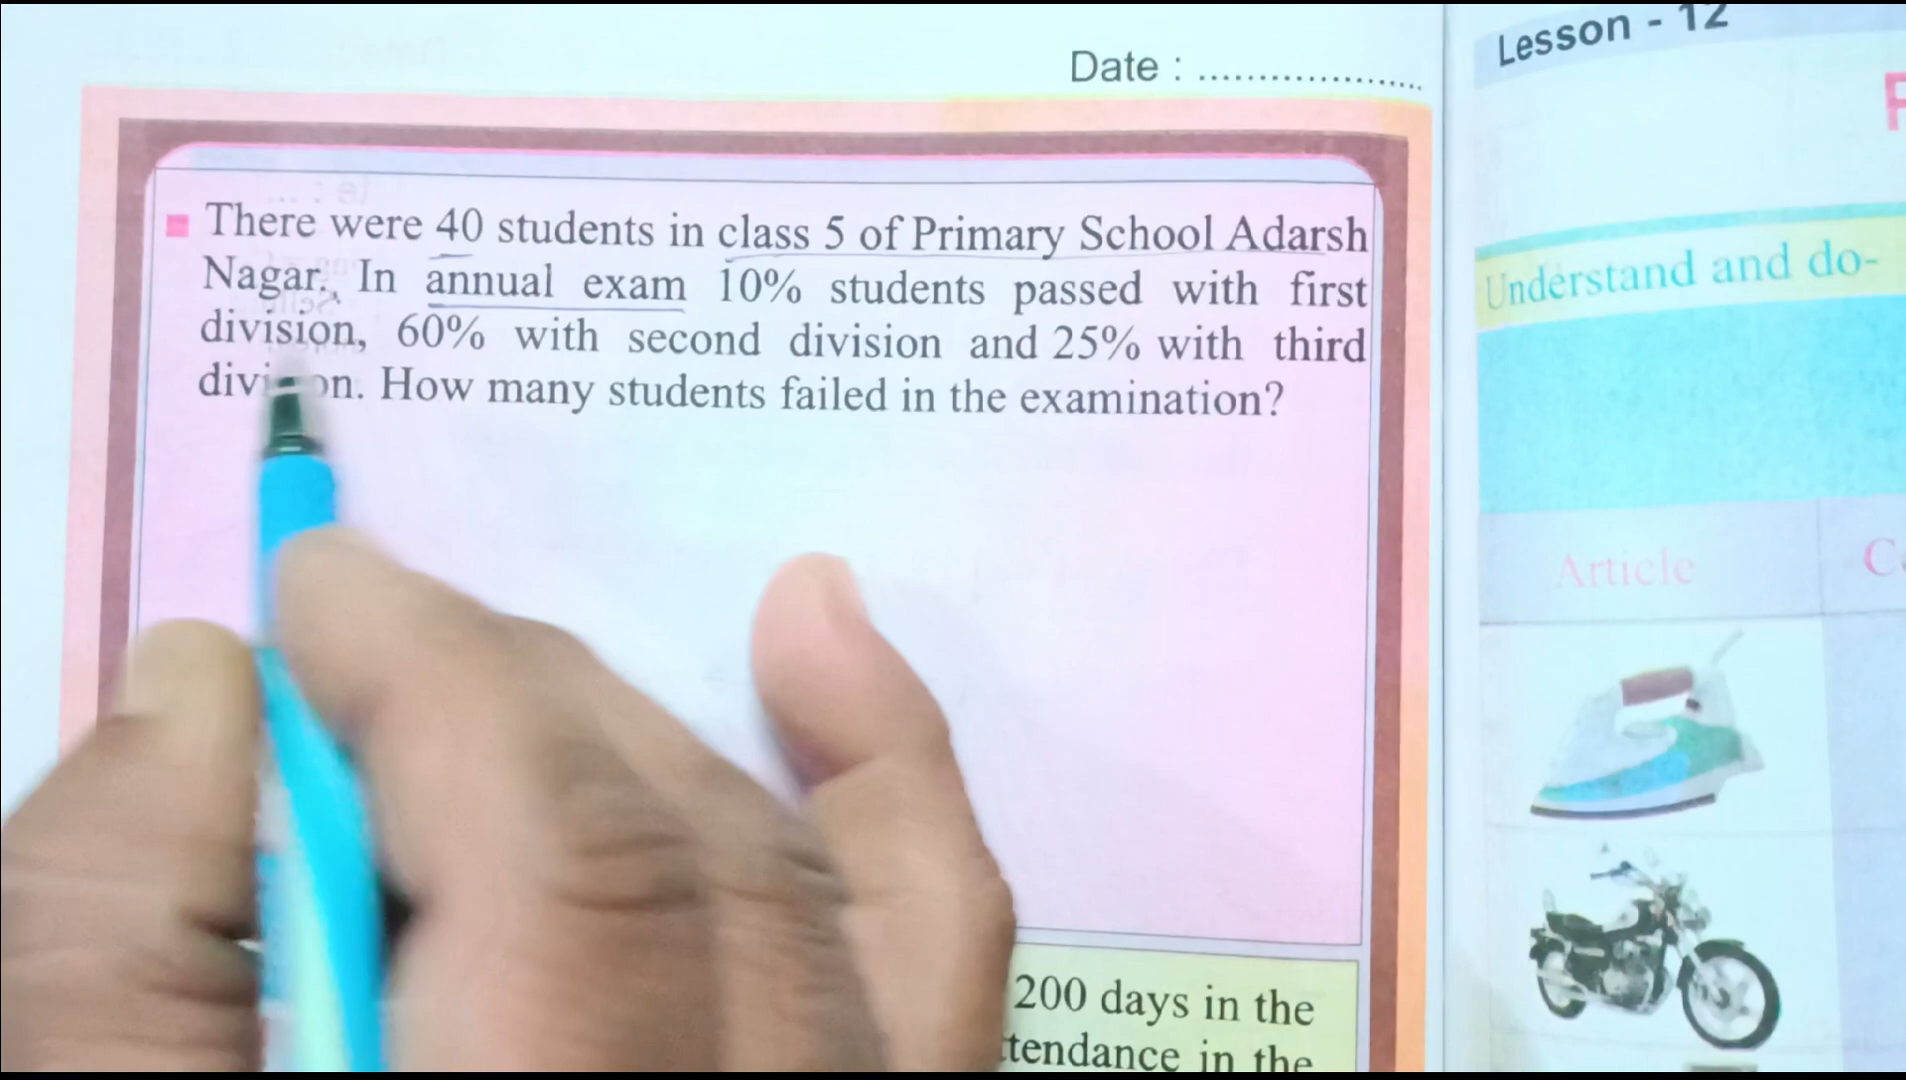 Date : ......................
There were 40 students in class 5 of Primary School Adarsh
Nagar. In annual exam 10% students passed with first
division, 60% with second division and 25% with third
How many students failed in the examination?
200 days in the
in the
Lesson - 12
Understand and do-
Article